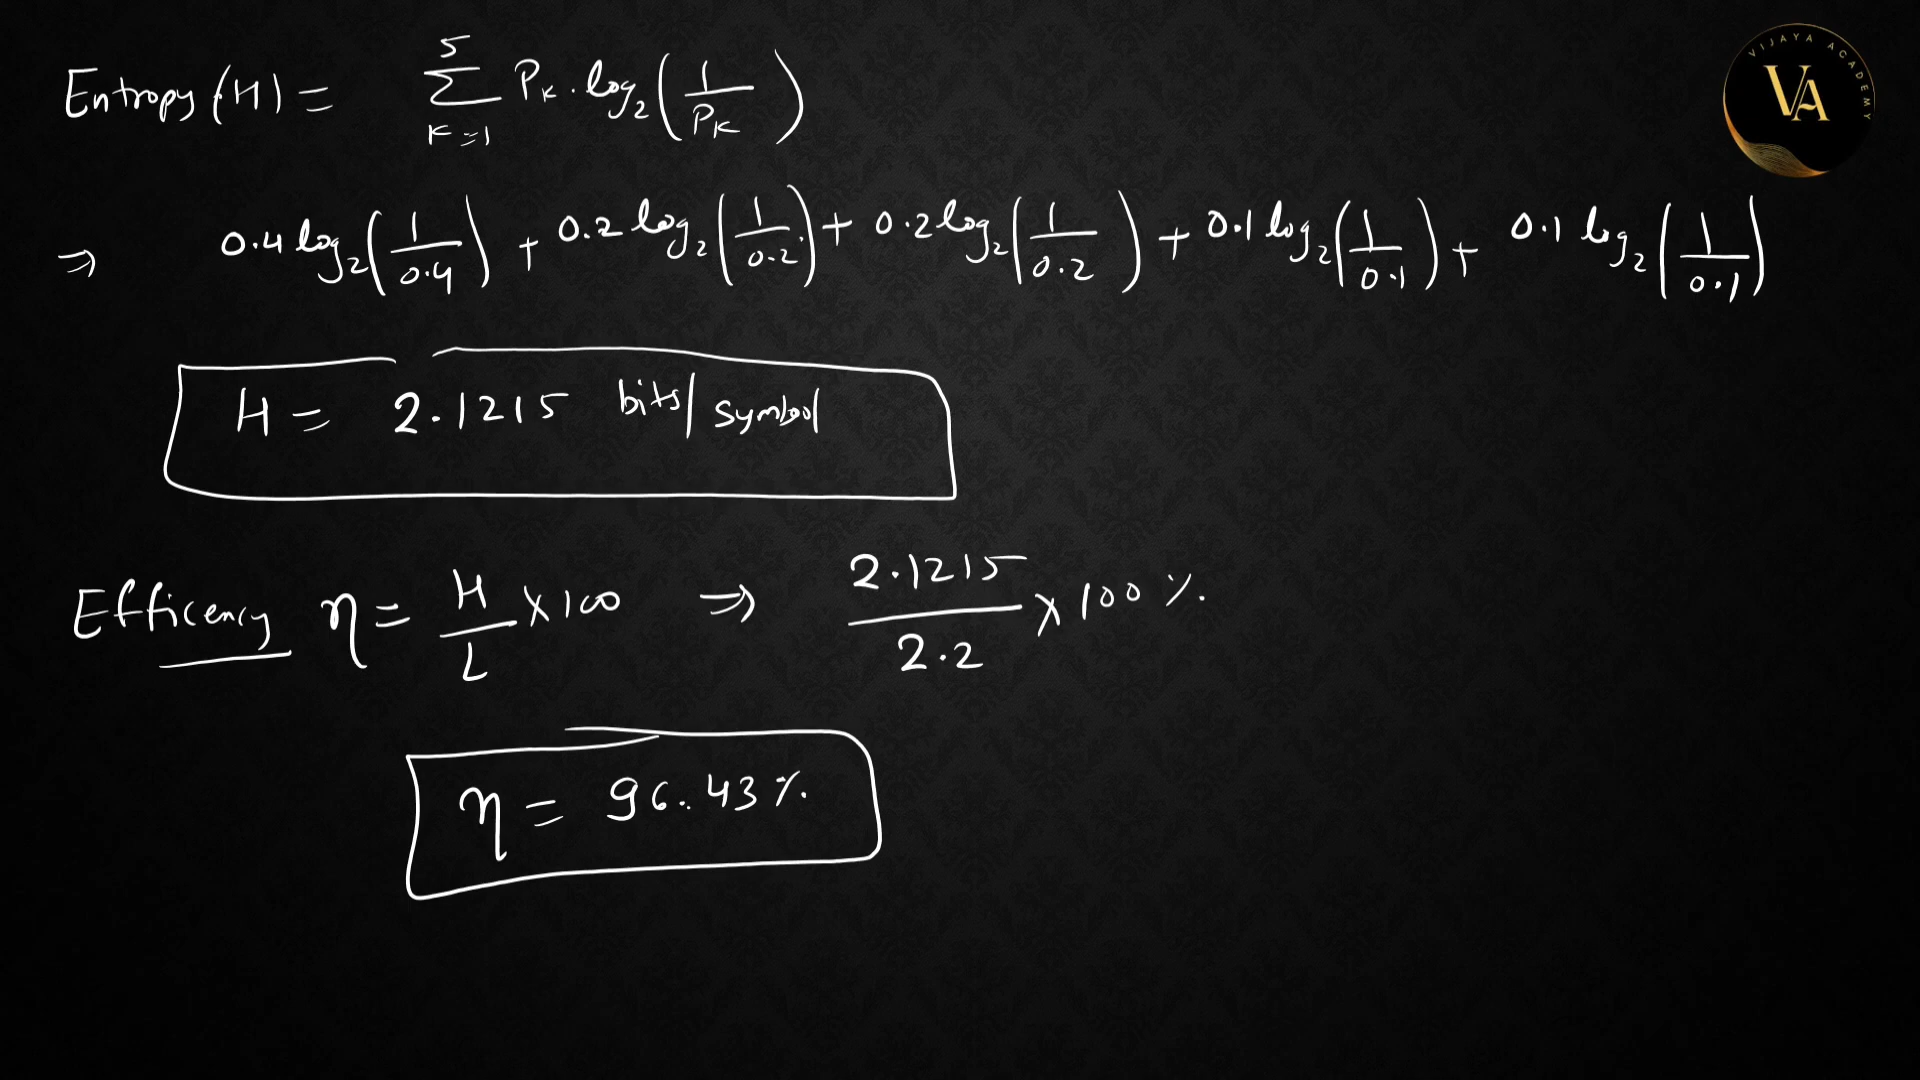 Entropy (H) = \sum_{K=1}^{5} P_K . log_2 (1/P_K)
VIJAYA ACADEMY
VA
⇒ 0.4 log_2 (1/0.4) + 0.2 log_2 (1/0.2) + 0.2 log_2 (1/0.2) + 0.1 log_2 (1/0.1) + 0.1 log_2 (1/0.1)
H = 2.1215 bits/symbol
Efficency η = H/L × 100 ⇒ 2.1215/2.2 × 100 %.
η = 96.43 %.